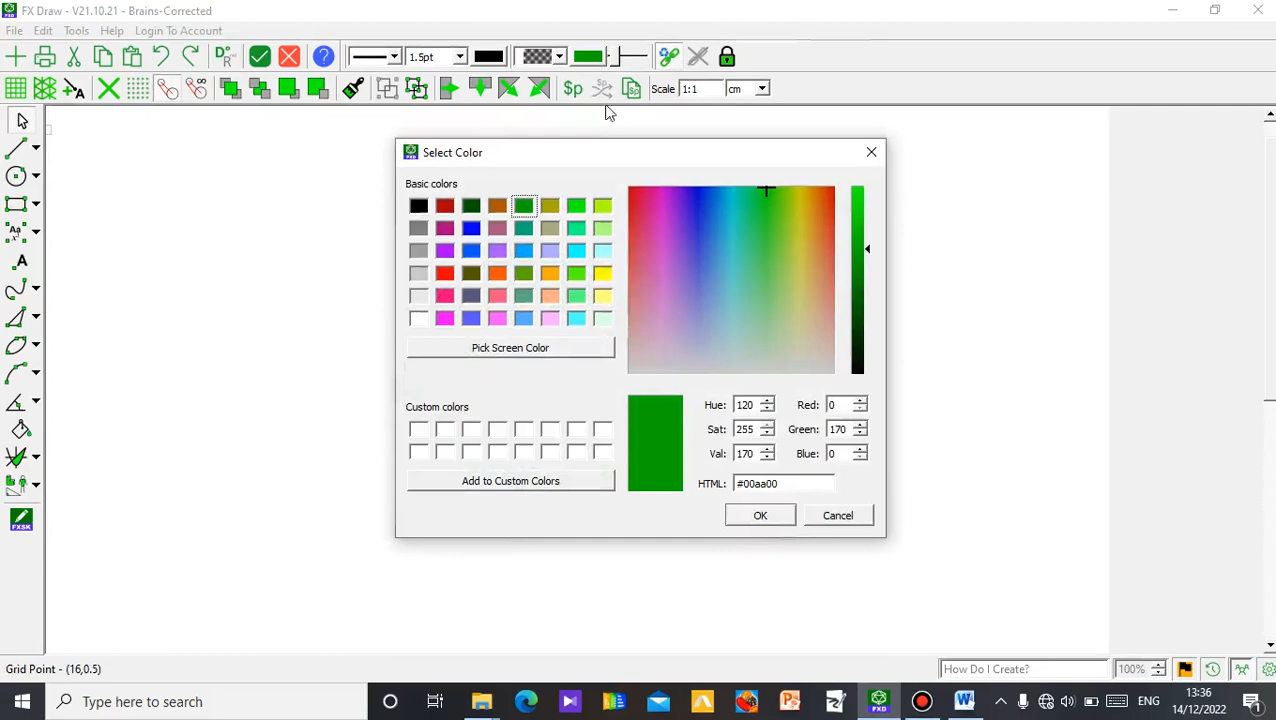 FX Draw - V21.10.21 - Brains-Corrected
File Edit Tools Help Login To Account
1.5pt
$p $p Sp Scale 1:1 cm
Select Color
Basic colors
Pick Screen Color
Custom colors
Add to Custom Colors
Hue: 120 Red: 0
Sat: 255 Green: 170
Val: 170 Blue: 0
HTML: #00aa00
OK Cancel
A
FXSK
Grid Point - (16,0.5) How Do I Create? 100%
Type here to search
FXD
ENG
13:36
14/12/2022